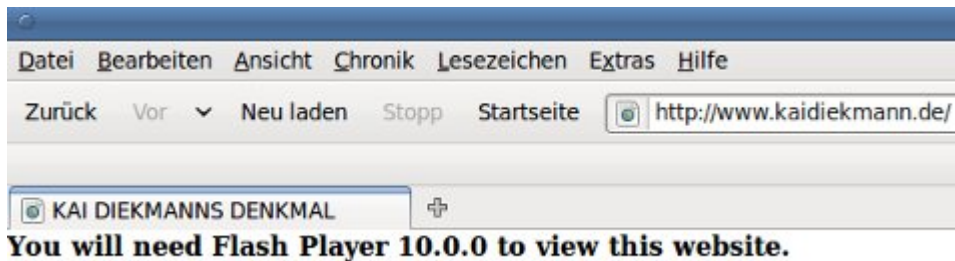 Datei Bearbeiten Ansicht Chronik Lesezeichen Extras Hilfe
Zurück Vor Neu laden Stopp Startseite http://www.kaidiekmann.de/
KAI DIEKMANNS DENKMAL
You will need Flash Player 10.0.0 to view this website.